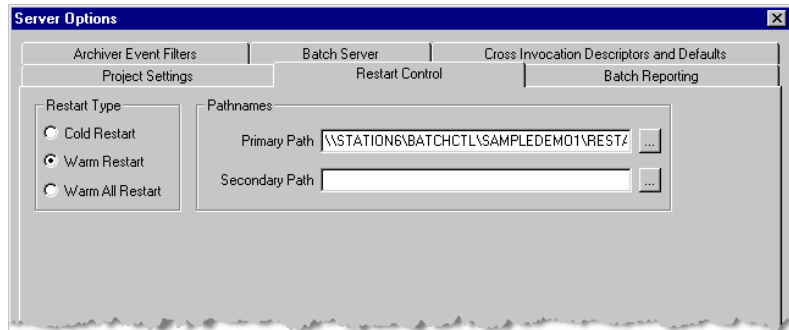 Server Options
Archiver Event Filters Batch Server Cross Invocation Descriptors and Defaults
Project Settings Restart Control Batch Reporting
Restart Type Pathnames
Cold Restart
Primary Path \\STATION6\BATCHCTL\SAMPLEDEMO1\RESTA ...
Warm Restart
Secondary Path ...
Warm All Restart